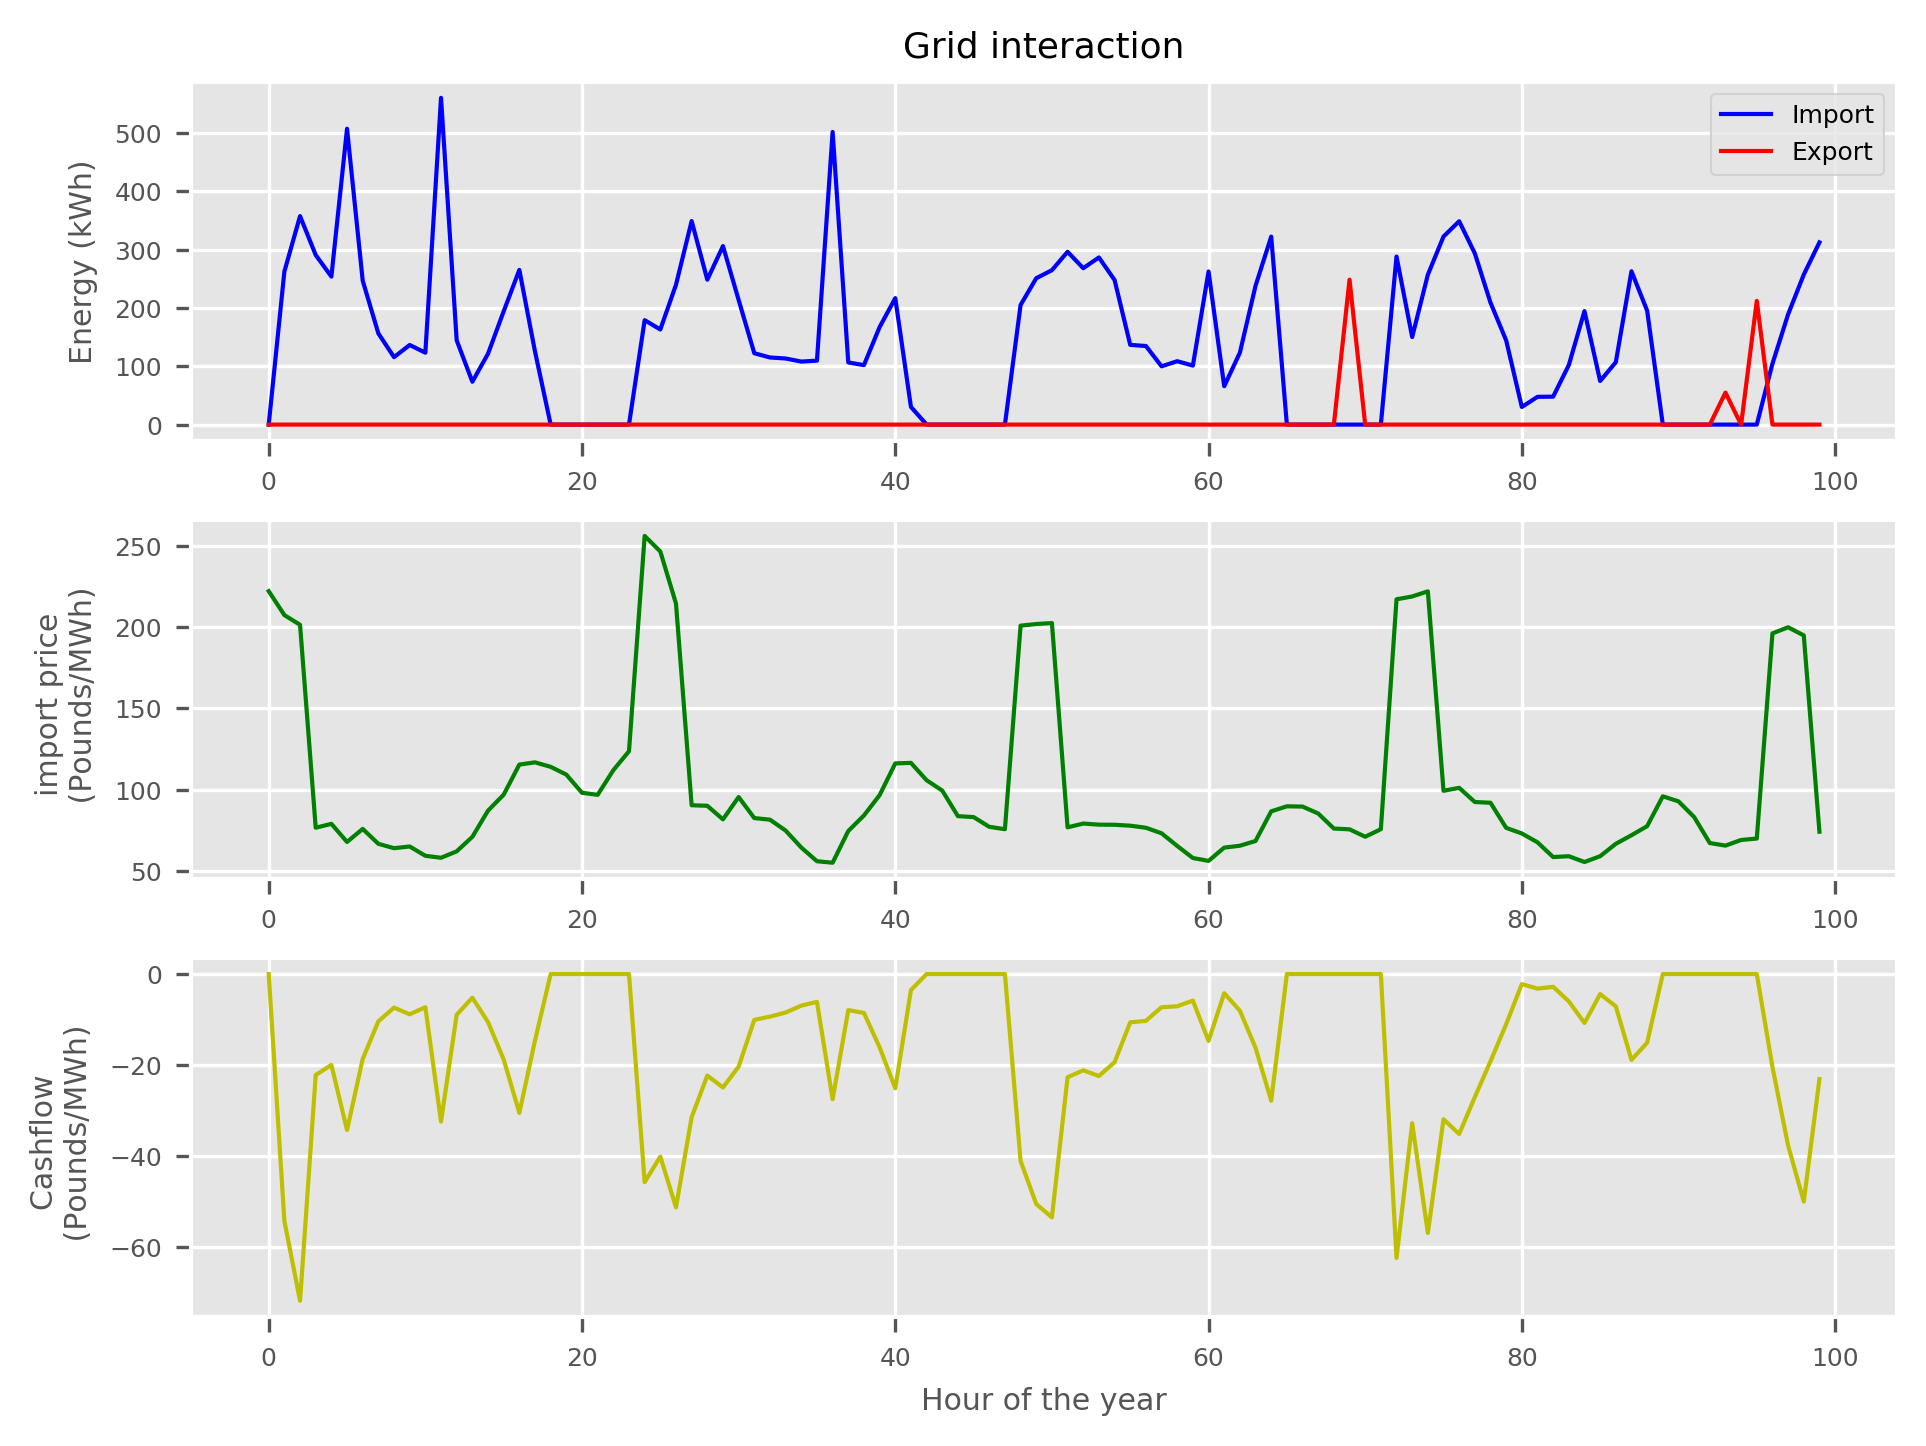 Grid interaction
Energy (kWh)
500
400
300
200
100
0
Import
Export
0 20 40 60 80 100
import price
(Pounds/MWh)
250
200
150
100
50
0 20 40 60 80 100
Cashflow
(Pounds/MWh)
0
−20
−40
−60
0 20 40 60 80 100
Hour of the year